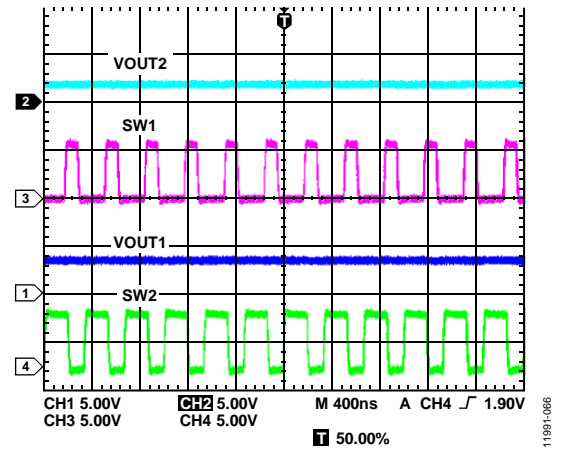 T
VOUT2
2
SW1
3
VOUT1
1
SW2
4
CH1 5.00V CH2 5.00V M 400ns A CH4 1.90V
CH3 5.00V CH4 5.00V
T 50.00%
11991-066